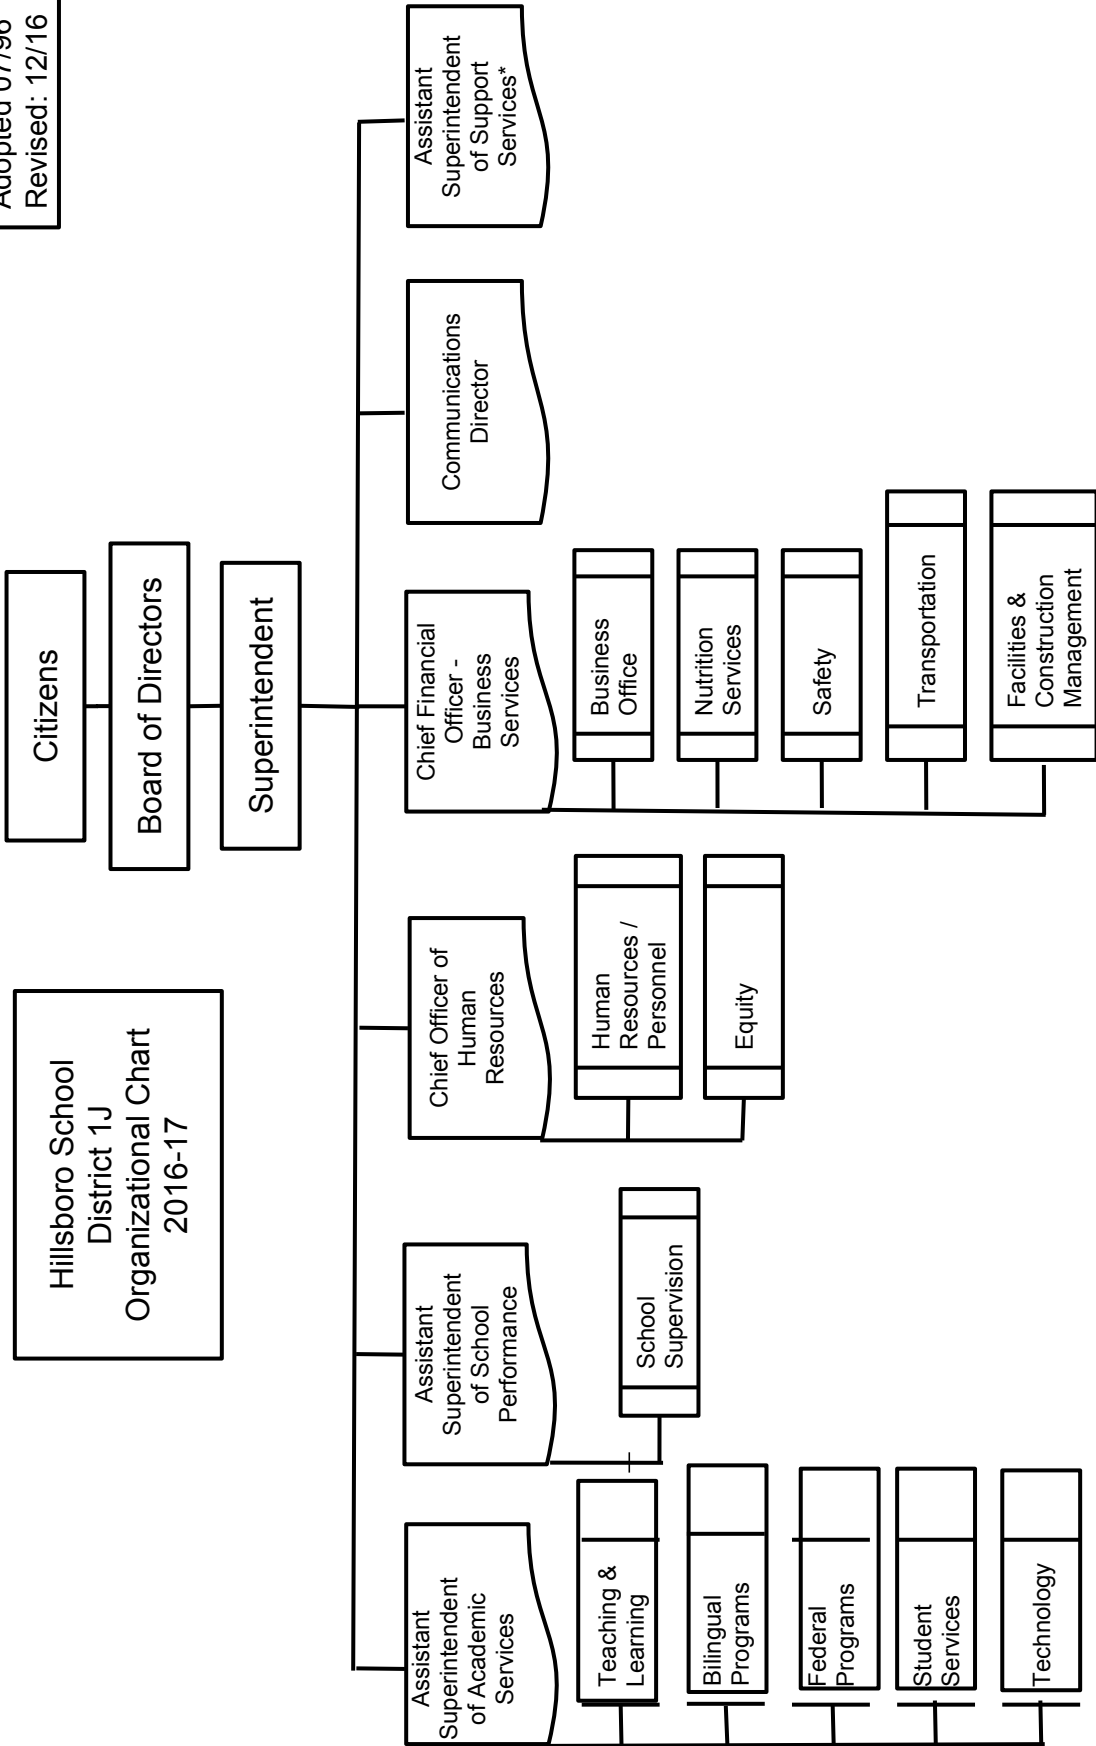 Hillsboro School
District 1J
Organizational Chart
2016-17
Adopted 07/96
Revised: 12/16
Citizens
Board of Directors
Superintendent
Assistant
Superintendent
of Academic
Services
Teaching &
Learning
Bilingual
Programs
Federal
Programs
Student
Services
Technology
Assistant
Superintendent
of School
Performance
School
Supervision
Chief Officer of
Human
Resources
Human
Resources /
Personnel
Equity
Chief Financial
Officer -
Business
Services
Business
Office
Nutrition
Services
Safety
Transportation
Facilities &
Construction
Management
Communications
Director
Assistant
Superintendent
of Support
Services*